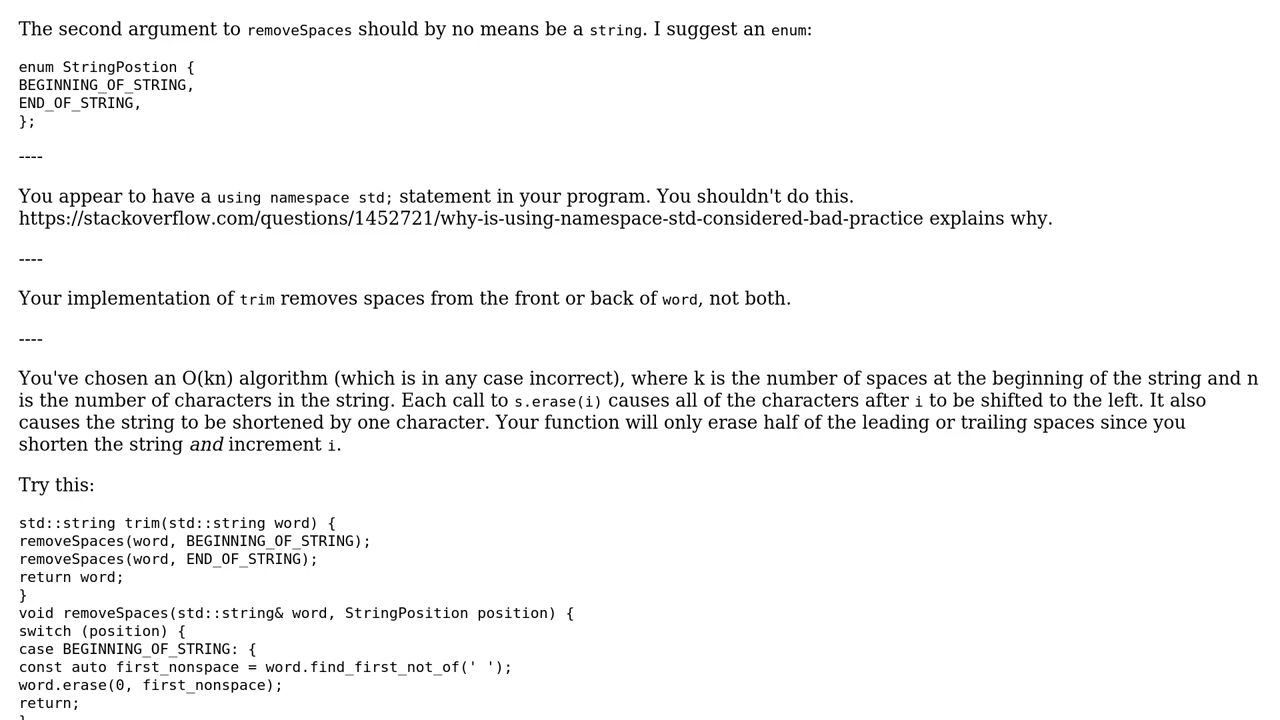 The second argument to removeSpaces should by no means be a string. I suggest an enum:
enum StringPostion {
BEGINNING_OF_STRING,
END_OF_STRING,
};
----
You appear to have a using namespace std; statement in your program. You shouldn't do this.
https://stackoverflow.com/questions/1452721/why-is-using-namespace-std-considered-bad-practice explains why.
----
Your implementation of trim removes spaces from the front or back of word, not both.
----
You've chosen an O(kn) algorithm (which is in any case incorrect), where k is the number of spaces at the beginning of the string and n
is the number of characters in the string. Each call to s.erase(i) causes all of the characters after i to be shifted to the left. It also
causes the string to be shortened by one character. Your function will only erase half of the leading or trailing spaces since you
shorten the string and increment i.
Try this:
std::string trim(std::string word) {
removeSpaces(word, BEGINNING_OF_STRING);
removeSpaces(word, END_OF_STRING);
return word;
}
void removeSpaces(std::string& word, StringPosition position) {
switch (position) {
case BEGINNING_OF_STRING: {
const auto first_nonspace = word.find_first_not_of(' ');
word.erase(0, first_nonspace);
return;
}